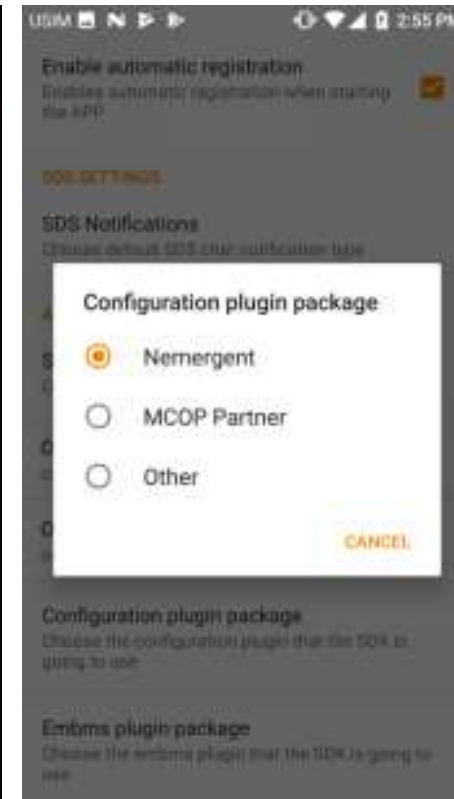 USIM N 2:55 PM
Enable automatic registration
Enables automatic registration when starting
the APP
SDS SETTINGS
SDS Notifications
Choose default SDS chat notification type
Configuration plugin package
Nemergent
MCOP Partner
Other
CANCEL
Configuration plugin package
Choose the configuration plugin that the SDK is
going to use
Embms plugin package
Choose the embms plugin that the SDK is going to
use